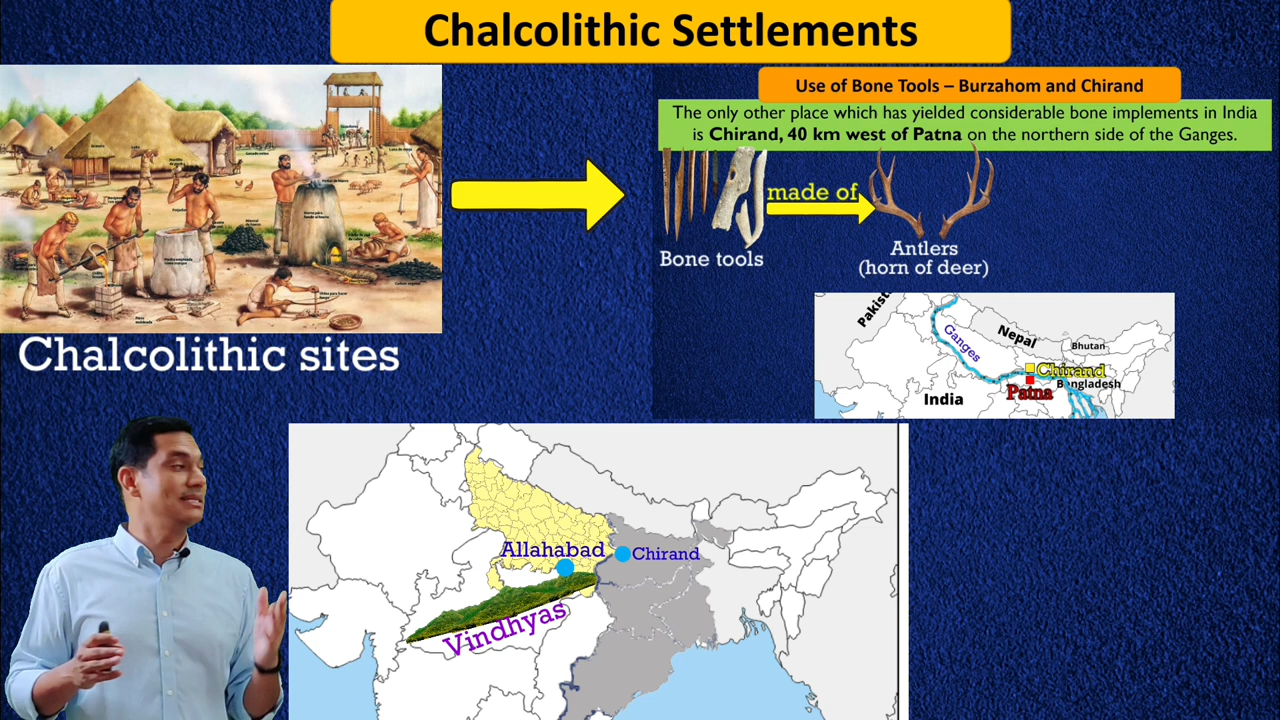 Chalcolithic Settlements
Use of Bone Tools – Burzahom and Chirand
The only other place which has yielded considerable bone implements in India
is Chirand, 40 km west of Patna on the northern side of the Ganges.
made of
Bone tools
Antlers
(horn of deer)
Chalcolithic sites
Pakist
Ganges
Nepal
Bhutan
Chirand
Bangladesh
Patna
India
Allahabad
Chirand
Vindhyas